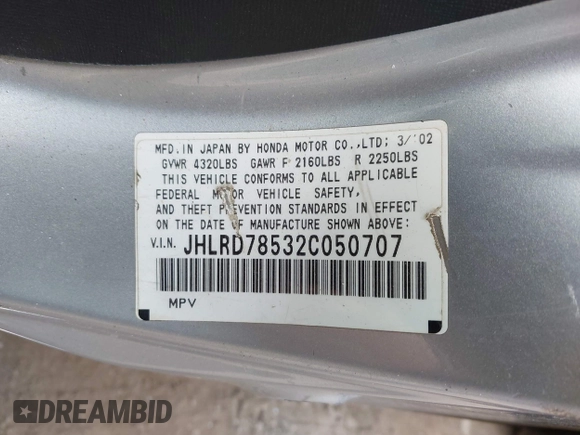 MFD. IN JAPAN BY HONDA MOTOR CO.,LTD; 3/'02
GVWR 4320LBS GAWR F 2160LBS R 2250LBS
THIS VEHICLE CONFORMS TO ALL APPLICABLE
FEDERAL MOTOR VEHICLE SAFETY,
AND THEFT PREVENTION STANDARDS IN EFFECT
ON THE DATE OF MANUFACTURE SHOWN ABOVE:
V.I.N. JHLRD78532C050707
MPV
DREAMBID